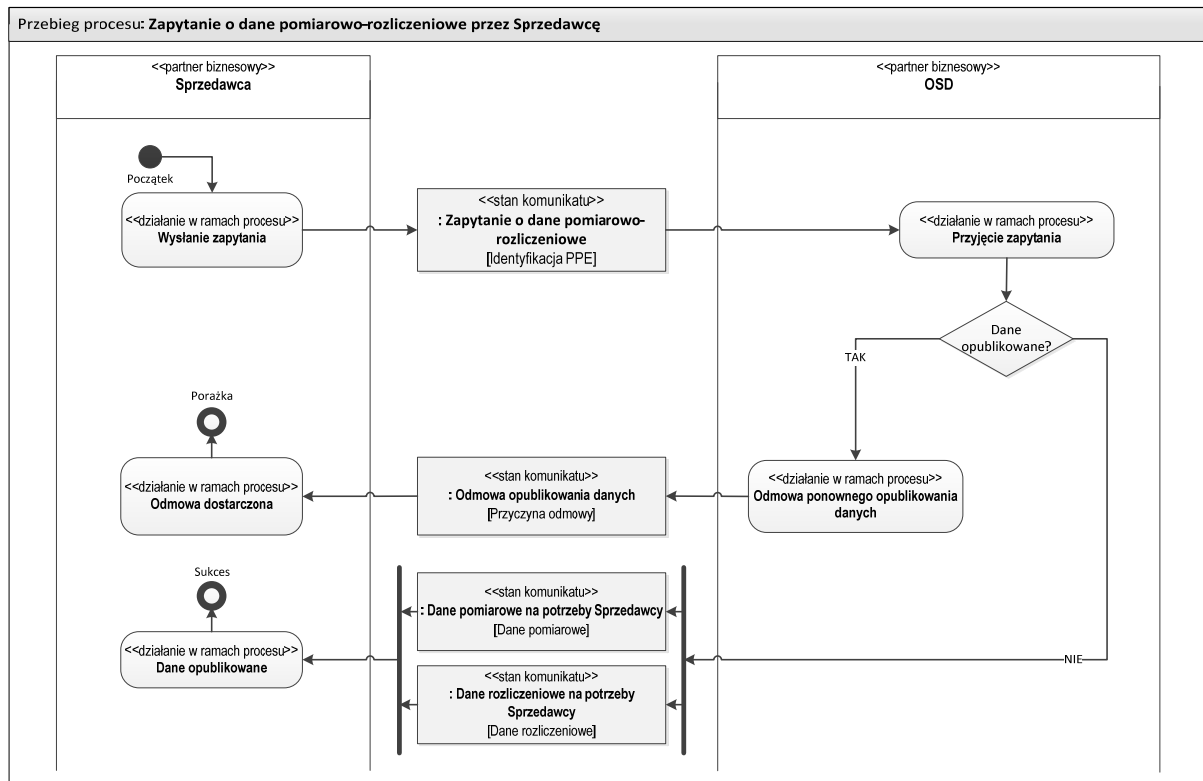 Przebieg procesu: Zapytanie o dane pomiarowo-rozliczeniowe przez Sprzedawcę
<<partner biznesowy>>
Sprzedawca
<<partner biznesowy>>
OSD
Początek
<<działanie w ramach procesu>>
Wysłanie zapytania
<<stan komunikatu>>
: Zapytanie o dane pomiarowo-
rozliczeniowe
[Identyfikacja PPE]
<<działanie w ramach procesu>>
Przyjęcie zapytania
Dane
opublikowane?
TAK
Porażka
<<działanie w ramach procesu>>
Odmowa dostarczona
<<stan komunikatu>>
: Odmowa opublikowania danych
[Przyczyna odmowy]
<<działanie w ramach procesu>>
Odmowa ponownego opublikowania
danych
Sukces
<<działanie w ramach procesu>>
Dane opublikowane
<<stan komunikatu>>
: Dane pomiarowe na potrzeby Sprzedawcy
[Dane pomiarowe]
<<stan komunikatu>>
: Dane rozliczeniowe na potrzeby
Sprzedawcy
[Dane rozliczeniowe]
NIE